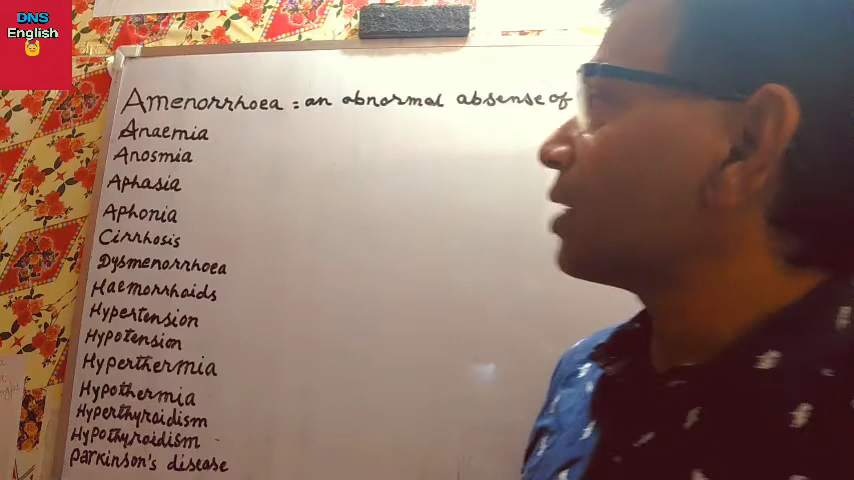 DNS
English
Amenorrhoea : an abnormal absense of
Anaemia
Anosmia
Aphasia
Aphonia
Cirrhosis
Dysmenorrhoea
Haemorrhoids
Hypertension
Hypotension
Hyperthermia
Hypothermia
Hyperthyroidism
Hypothyroidism
Parkinson's disease